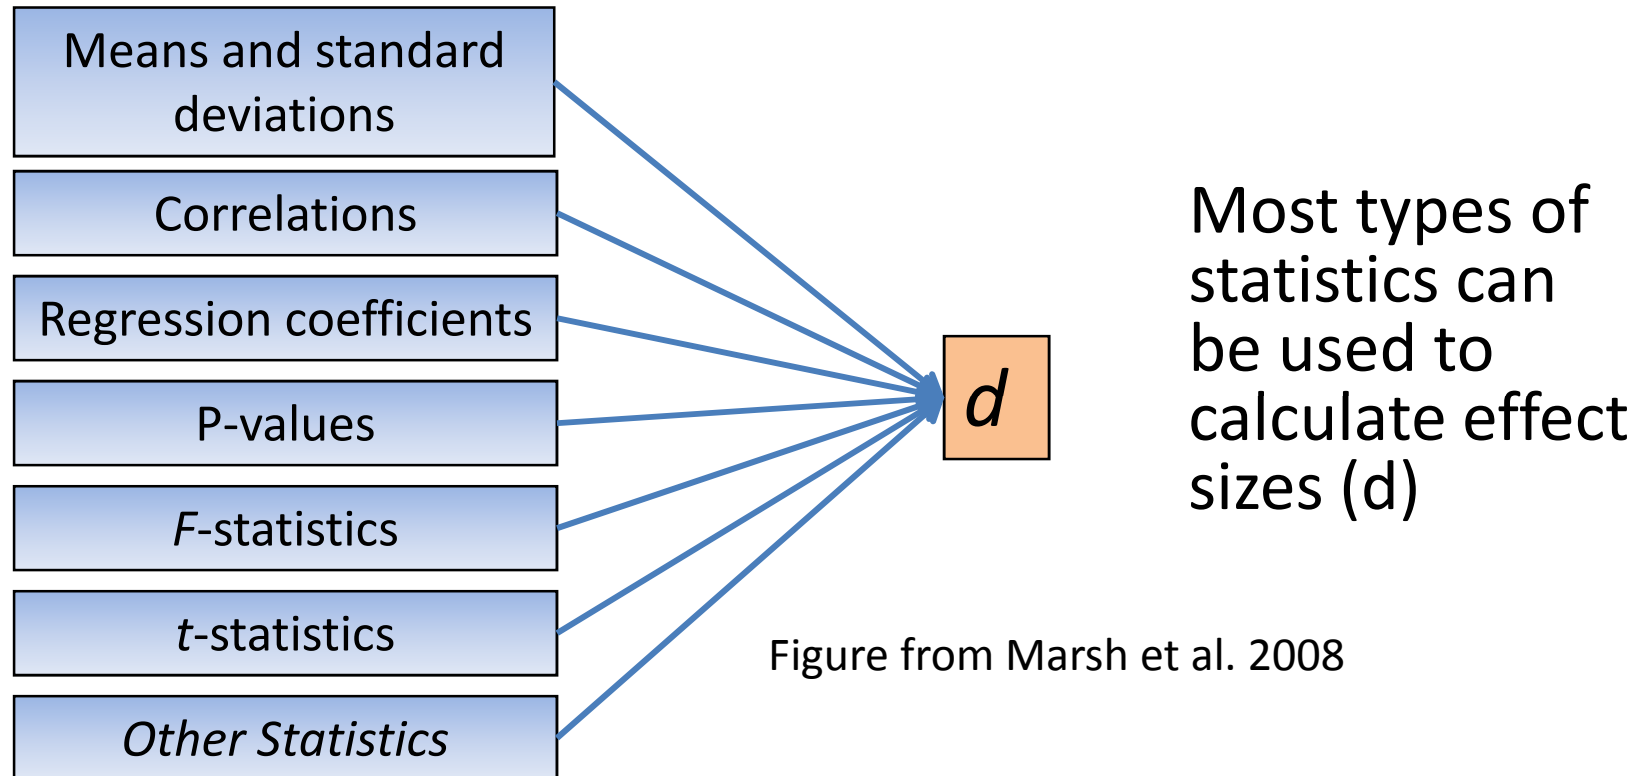 Means and standard
deviations
Correlations
Regression coefficients
P-values
F-statistics
t-statistics
Other Statistics
d
Most types of
statistics can
be used to
calculate effect
sizes (d)
Figure from Marsh et al. 2008